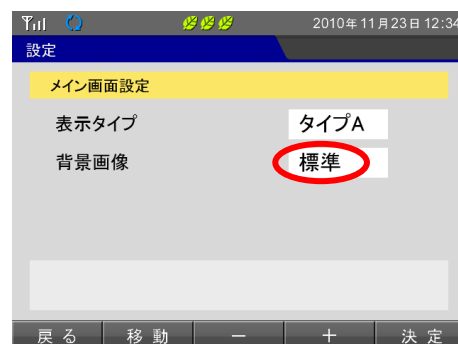 2010年11月23日 12:34
設定
メイン画面設定
表示タイプ タイプA
背景画像 標準
戻る 移動 － ＋ 決定